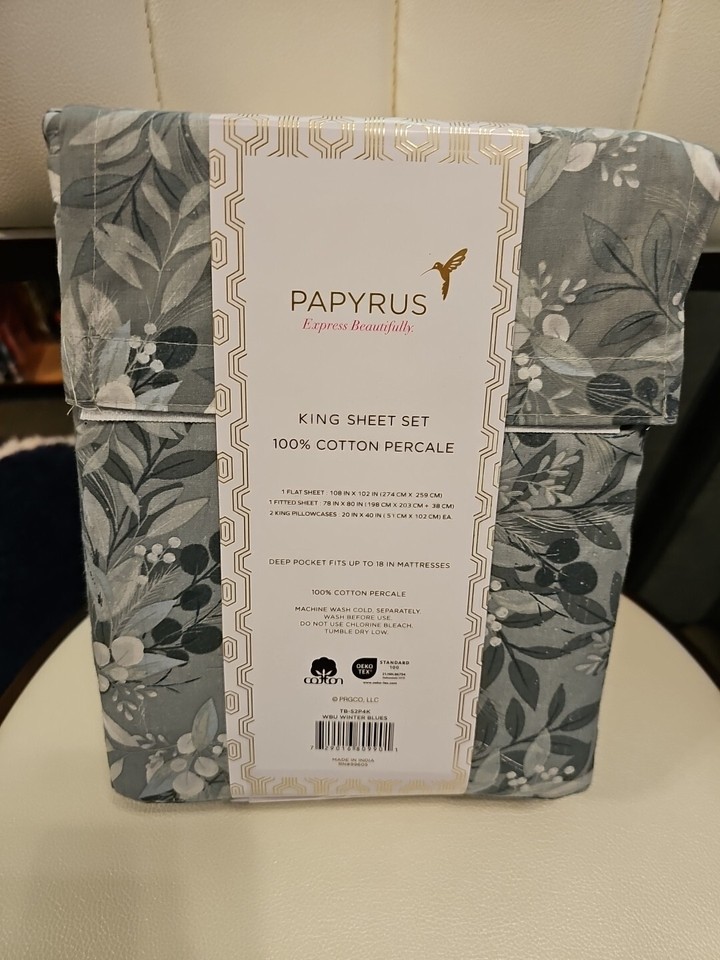 PAPYRUS
Express Beautifully.
KING SHEET SET
100% COTTON PERCALE
1 FLAT SHEET : 108 IN X 102 IN (274 CM X 259 CM)
1 FITTED SHEET : 78 IN X 80 IN (198 CM X 203 CM + 38 CM)
2 KING PILLOWCASES : 20 IN X 40 IN (51 CM X 102 CM) EA.
DEEP POCKET FITS UP TO 18 IN MATTRESSES
100% COTTON PERCALE
MACHINE WASH COLD, SEPARATELY.
WASH BEFORE USE.
DO NOT USE CHLORINE BLEACH.
TUMBLE DRY LOW.
cotton
OEKO
TEX®
STANDARD
100
www.oeko-tex.com
© PRGCO, LLC
TB-S2P4K
WBU WINTER BLUES
MADE IN INDIA